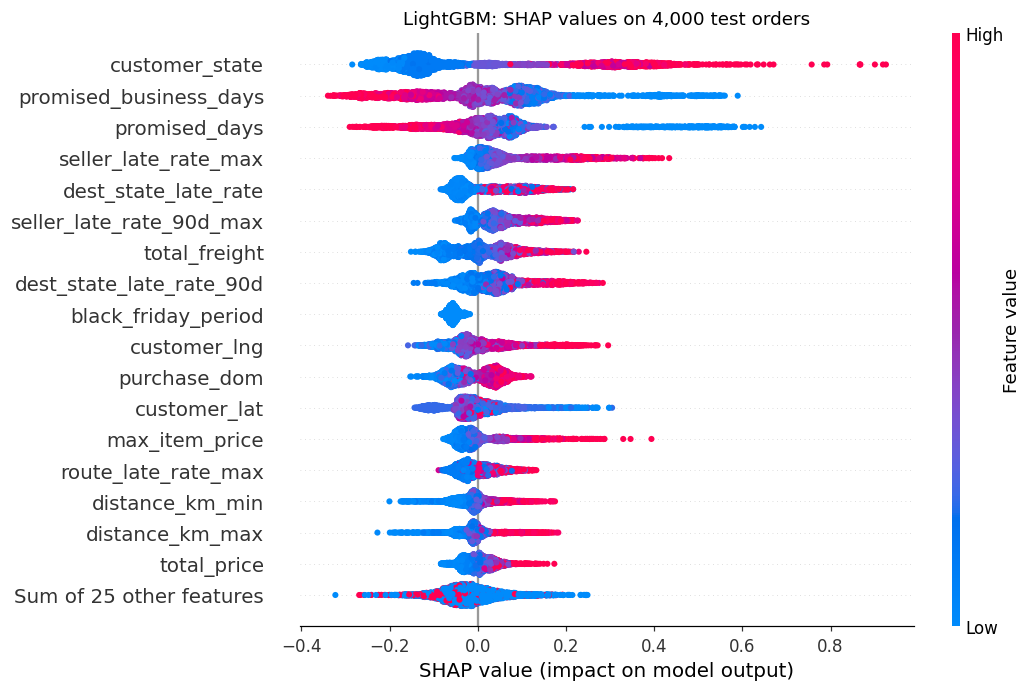 LightGBM: SHAP values on 4,000 test orders
High
customer_state
promised_business_days
promised_days
seller_late_rate_max
dest_state_late_rate
seller_late_rate_90d_max
total_freight
dest_state_late_rate_90d
black_friday_period
customer_lng
purchase_dom
customer_lat
max_item_price
route_late_rate_max
distance_km_min
distance_km_max
total_price
Sum of 25 other features
Feature value
Low
−0.4 −0.2 0.0 0.2 0.4 0.6 0.8
SHAP value (impact on model output)